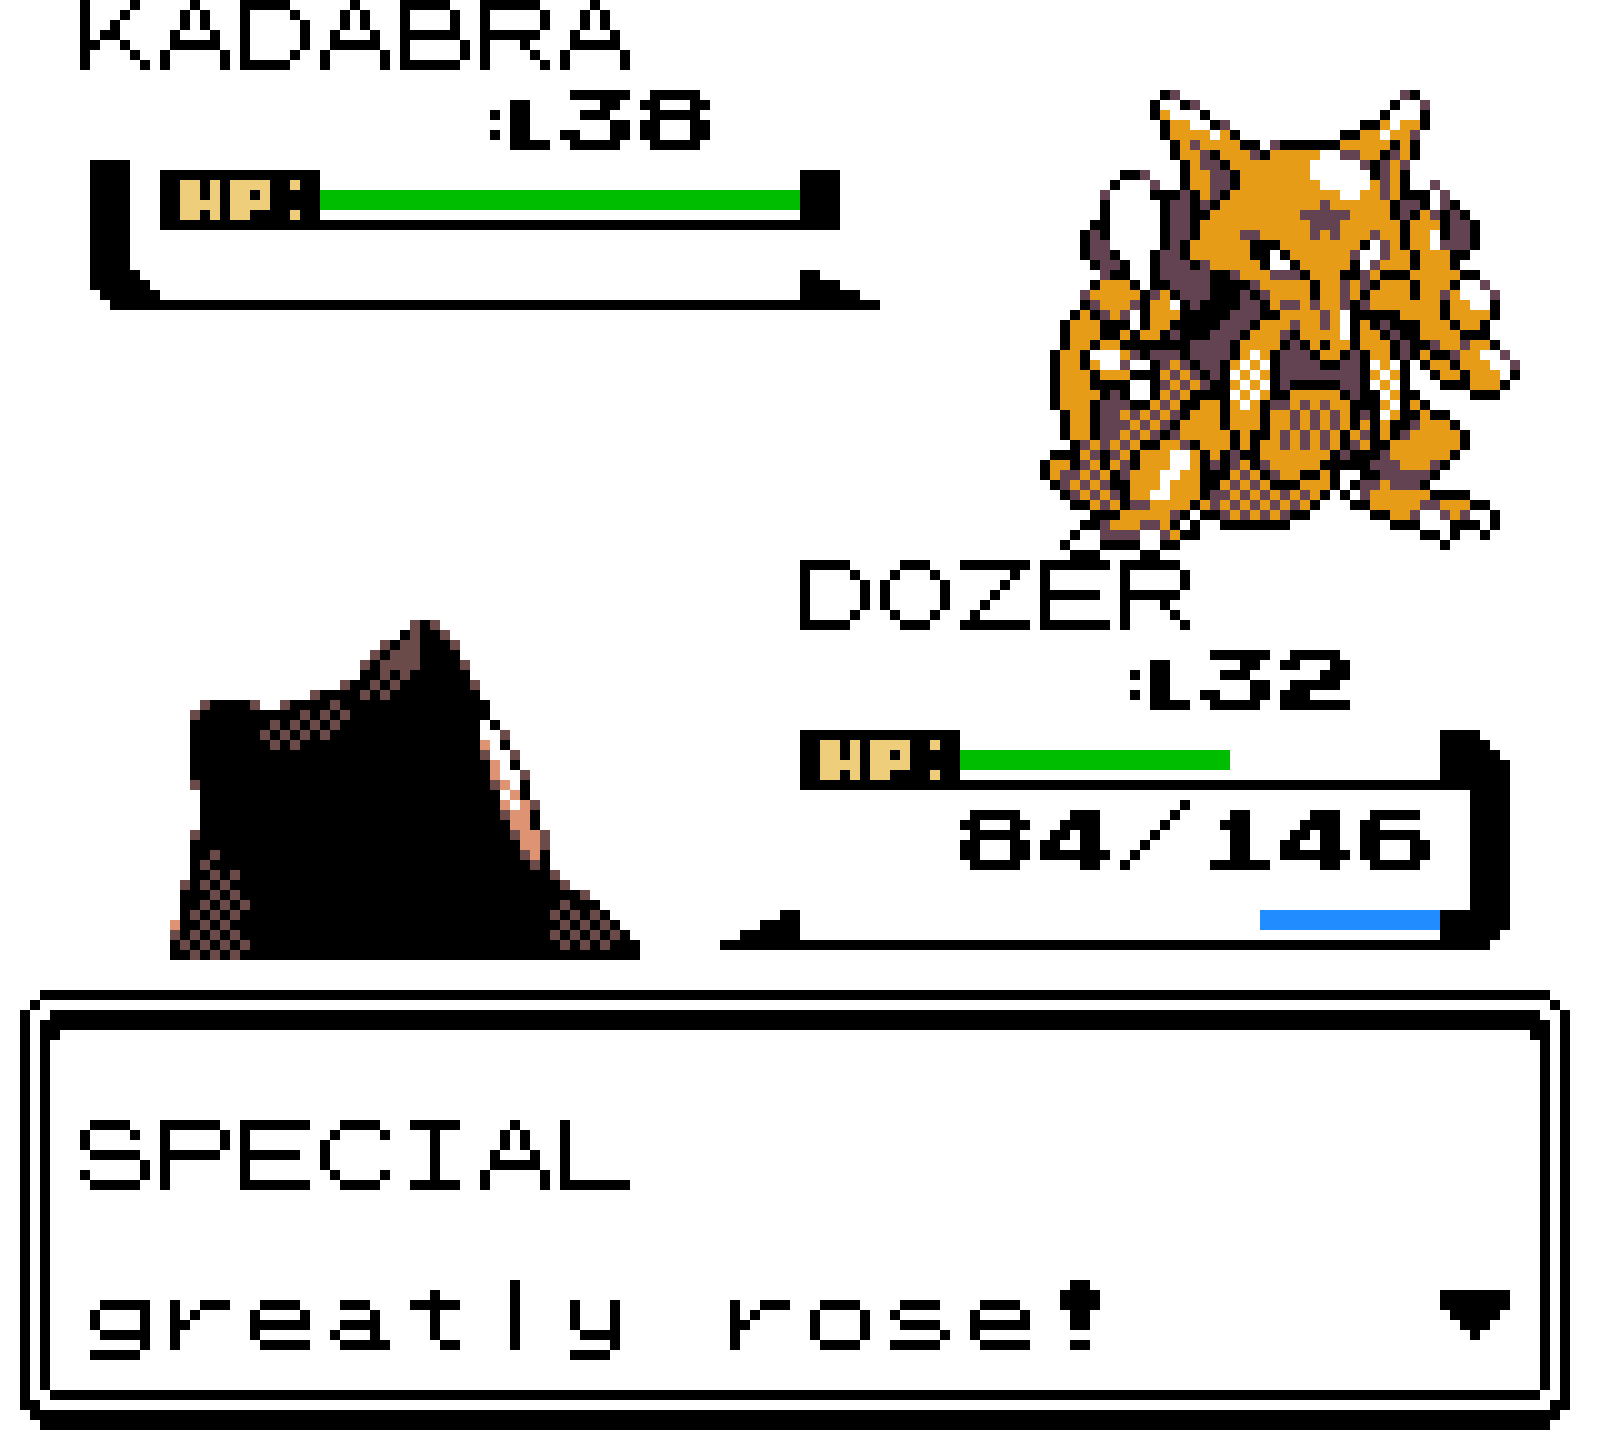 KADABRA
:L38
HP:
DOZER
:L32
HP:
84/146
SPECIAL
greatly rose!